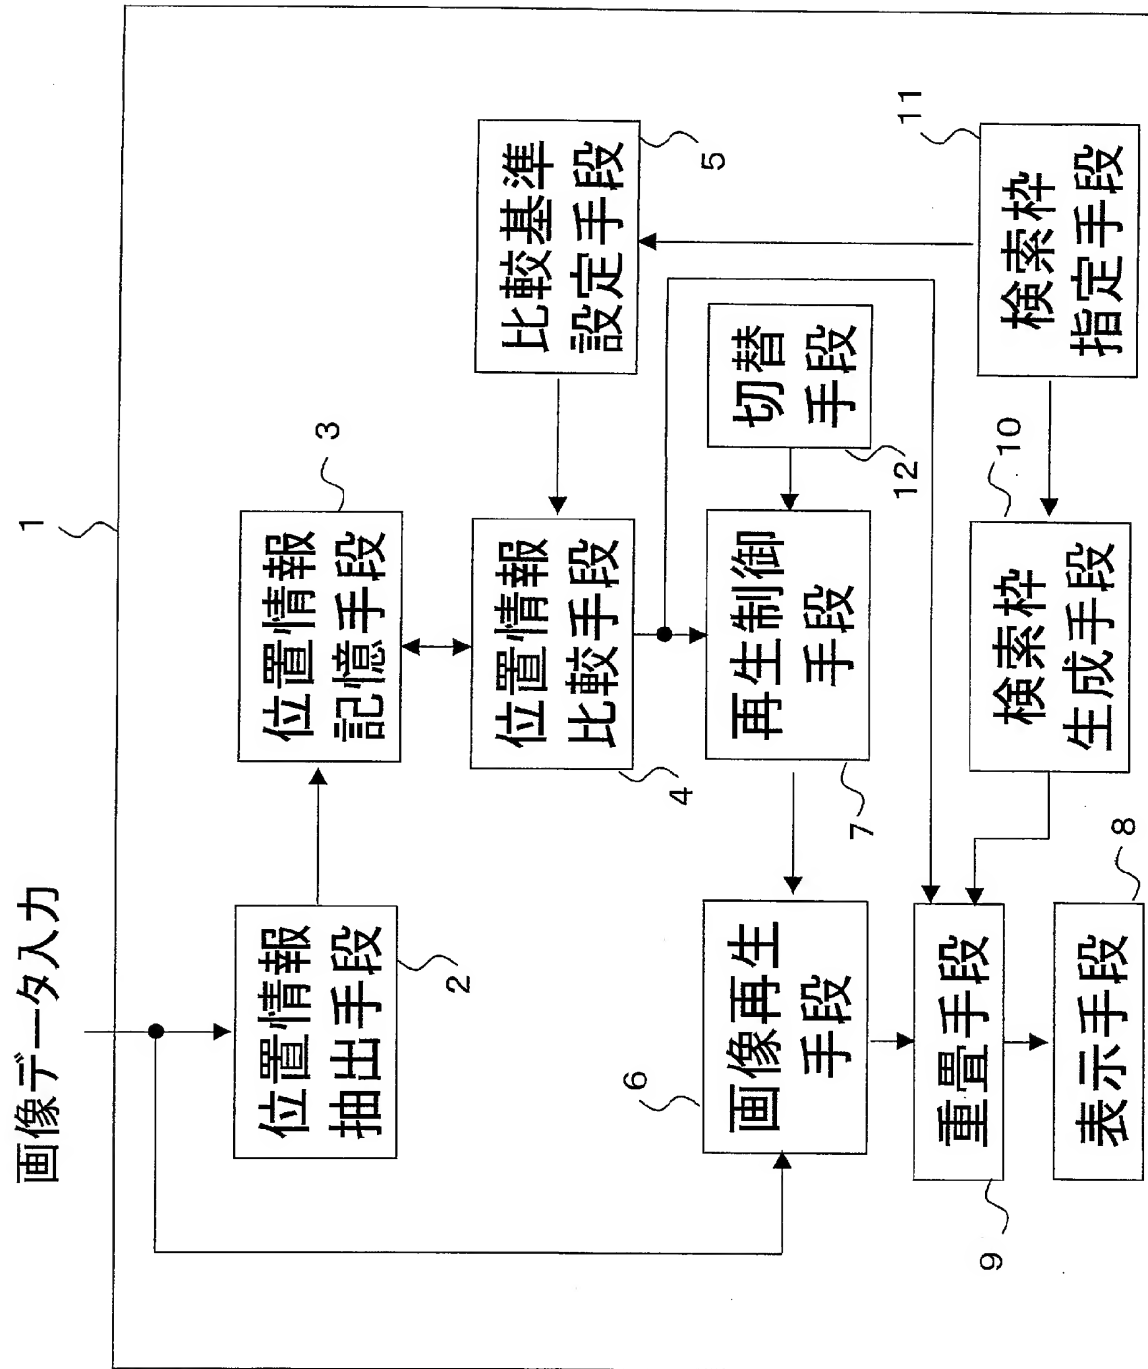 画像データ入力
1
位置情報
抽出手段
2
位置情報
記憶手段
3
位置情報
比較手段
4
比較基準
設定手段
5
画像再生
手段
6
再生制御
手段
7
切替
手段
12
重畳手段
9
検索枠
生成手段
10
検索枠
指定手段
11
表示手段
8